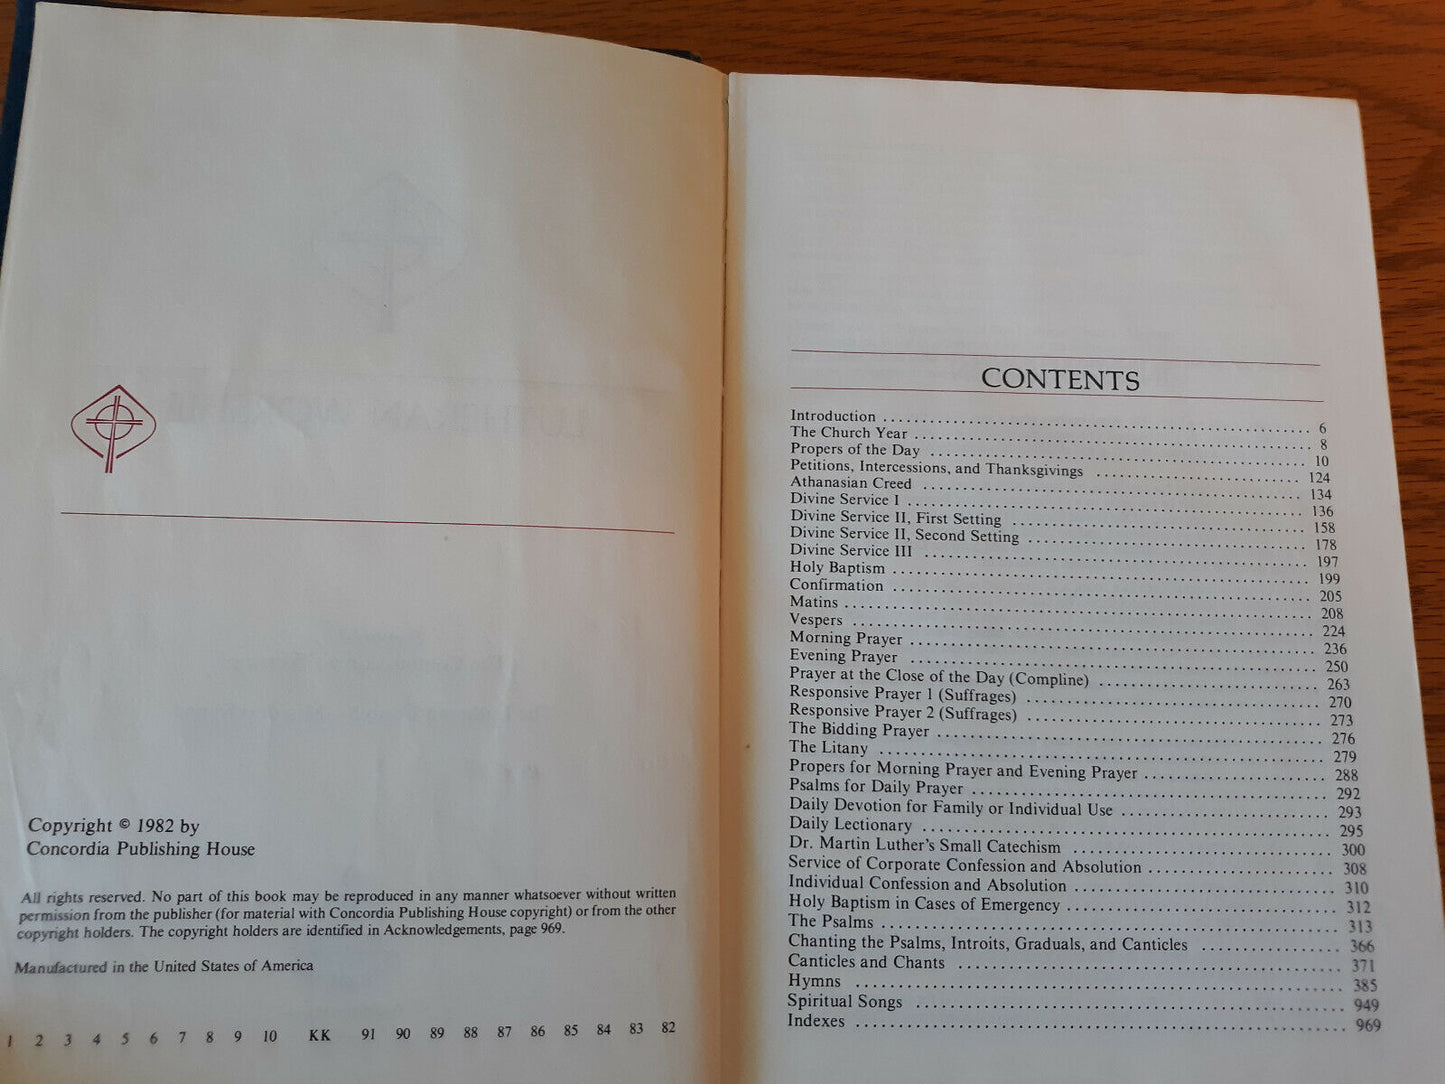 Copyright © 1982 by
Concordia Publishing House
All rights reserved. No part of this book may be reproduced in any manner whatsoever without written
permission from the publisher (for material with Concordia Publishing House copyright) or from the other
copyright holders. The copyright holders are identified in Acknowledgements, page 969.
Manufactured in the United States of America
1 2 3 4 5 6 7 8 9 10 KK 91 90 89 88 87 86 85 84 83 82
CONTENTS
Introduction 6
The Church Year 8
Propers of the Day 10
Petitions, Intercessions, and Thanksgivings 124
Athanasian Creed 134
Divine Service I 136
Divine Service II, First Setting 158
Divine Service II, Second Setting 178
Divine Service III 197
Holy Baptism 199
Confirmation 205
Matins 208
Vespers 224
Morning Prayer 236
Evening Prayer 250
Prayer at the Close of the Day (Compline) 263
Responsive Prayer 1 (Suffrages) 270
Responsive Prayer 2 (Suffrages) 273
The Bidding Prayer 276
The Litany 279
Propers for Morning Prayer and Evening Prayer 288
Psalms for Daily Prayer 292
Daily Devotion for Family or Individual Use 293
Daily Lectionary 295
Dr. Martin Luther's Small Catechism 300
Service of Corporate Confession and Absolution 308
Individual Confession and Absolution 310
Holy Baptism in Cases of Emergency 312
The Psalms 313
Chanting the Psalms, Introits, Graduals, and Canticles 366
Canticles and Chants 371
Hymns 385
Spiritual Songs 949
Indexes 969